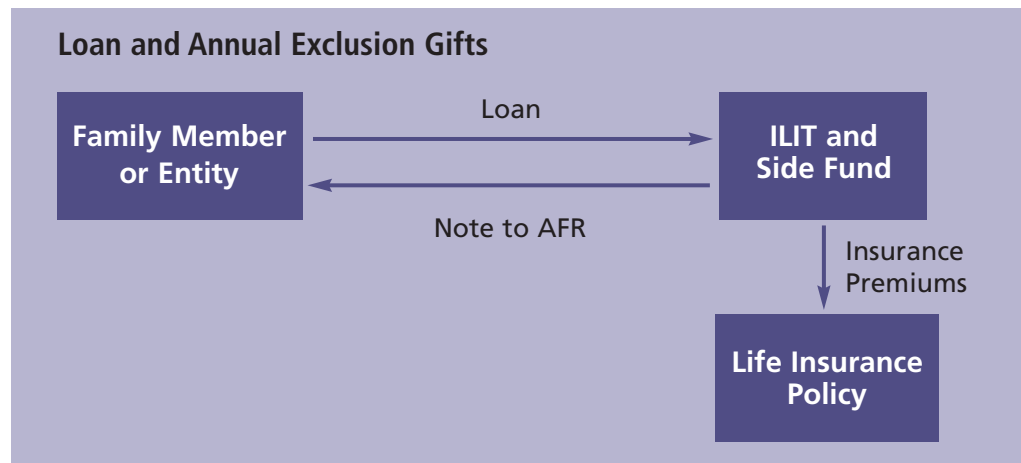 Loan and Annual Exclusion Gifts
Family Member
or Entity
Loan
Note to AFR
ILIT and
Side Fund
Insurance
Premiums
Life Insurance
Policy